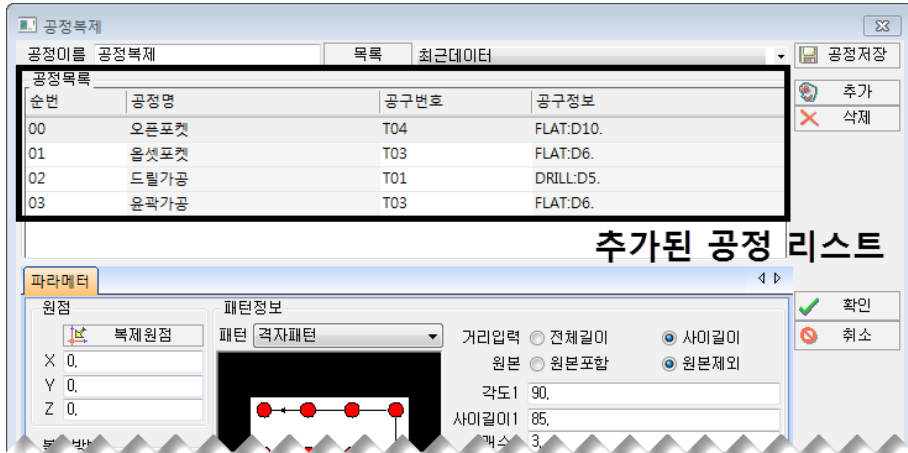 공정복제
공정이름 공정복제 목록 최근데이터 공정저장
공정목록
순번 공정명 공구번호 공구정보 추가
00 오픈포켓 T04 FLAT:D10. 삭제
01 옵셋포켓 T03 FLAT:D6.
02 드릴가공 T01 DRILL:D5.
03 윤곽가공 T03 FLAT:D6.
추가된 공정 리스트
파라메터
원점 패턴정보 확인
복제원점 패턴 격자패턴 거리입력 전체길이 사이길이 취소
X 0, 원본 원본포함 원본제외
Y 0, 각도1 90,
Z 0, 사이길이1 85,
3,